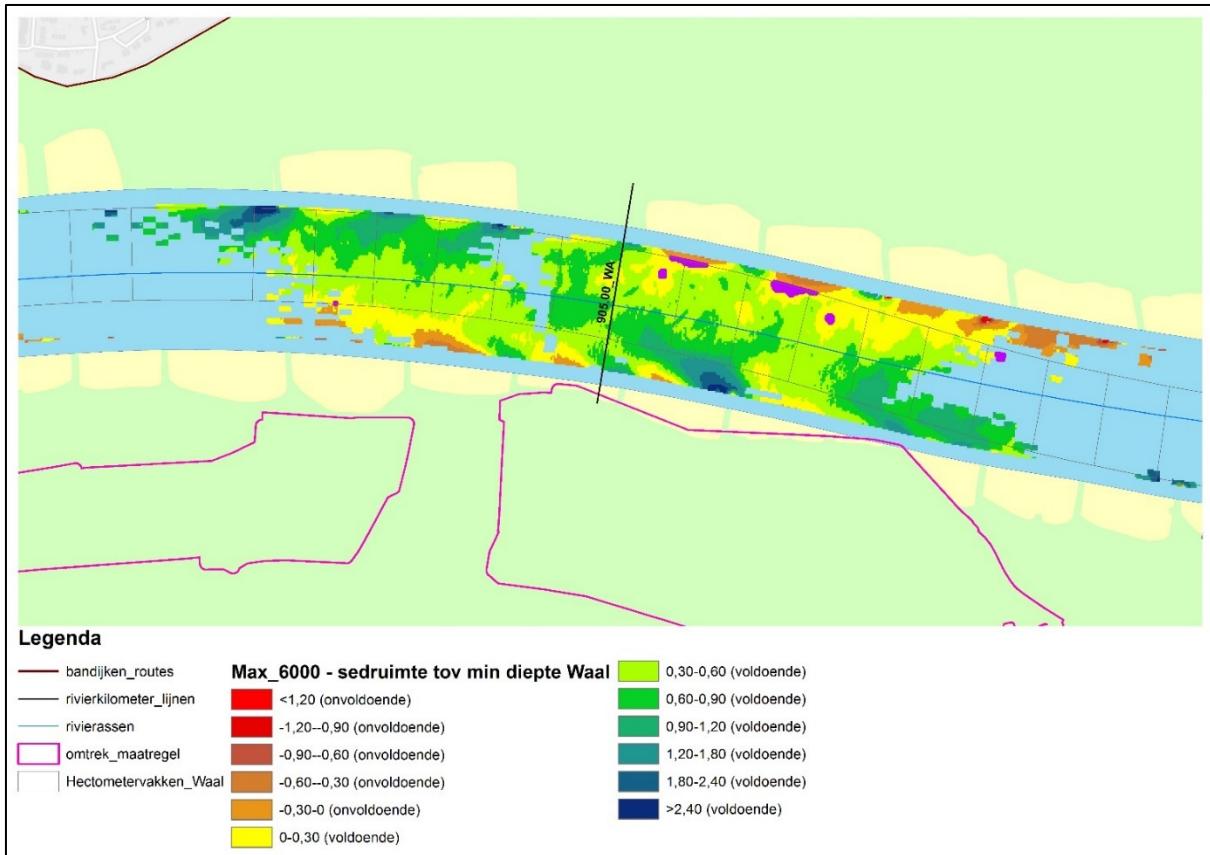 905,00_WA
Legenda
bandijken_routes
rivierkilometer_lijnen
rivierassen
omtrek_maatregel
Hectometervakken_Waal
Max_6000 - sedruimte tov min diepte Waal
<1,20 (onvoldoende)
-1,20--0,90 (onvoldoende)
-0,90--0,60 (onvoldoende)
-0,60--0,30 (onvoldoende)
-0,30-0 (onvoldoende)
0-0,30 (voldoende)
0,30-0,60 (voldoende)
0,60-0,90 (voldoende)
0,90-1,20 (voldoende)
1,20-1,80 (voldoende)
1,80-2,40 (voldoende)
>2,40 (voldoende)